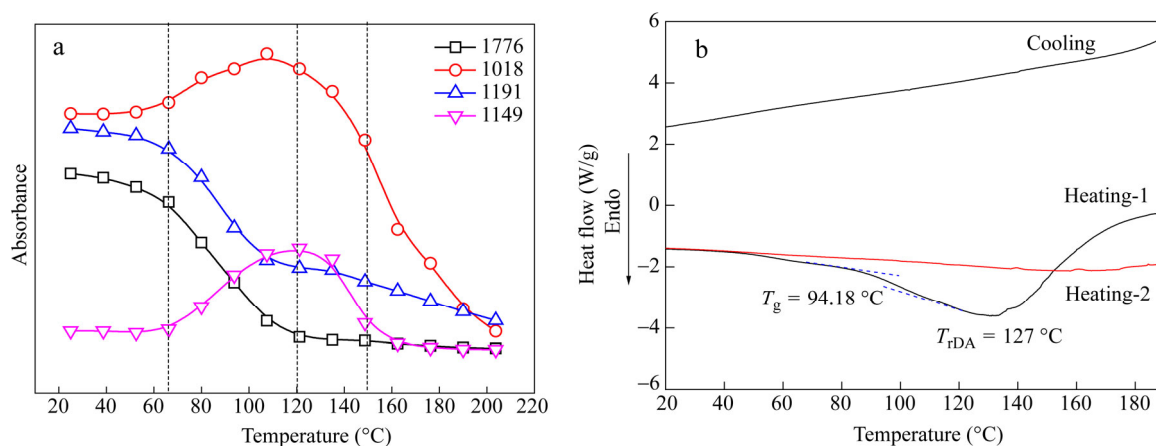 a
1776
1018
1191
1149
Absorbance
20 40 60 80 100 120 140 160 180 200 220
Temperature (°C)
b
6
4
2
0
−2
−4
−6
Heat flow (W/g)
Endo
Cooling
Heating-1
Heating-2
Tg = 94.18 °C
TrDA = 127 °C
20 40 60 80 100 120 140 160 180
Temperature (°C)